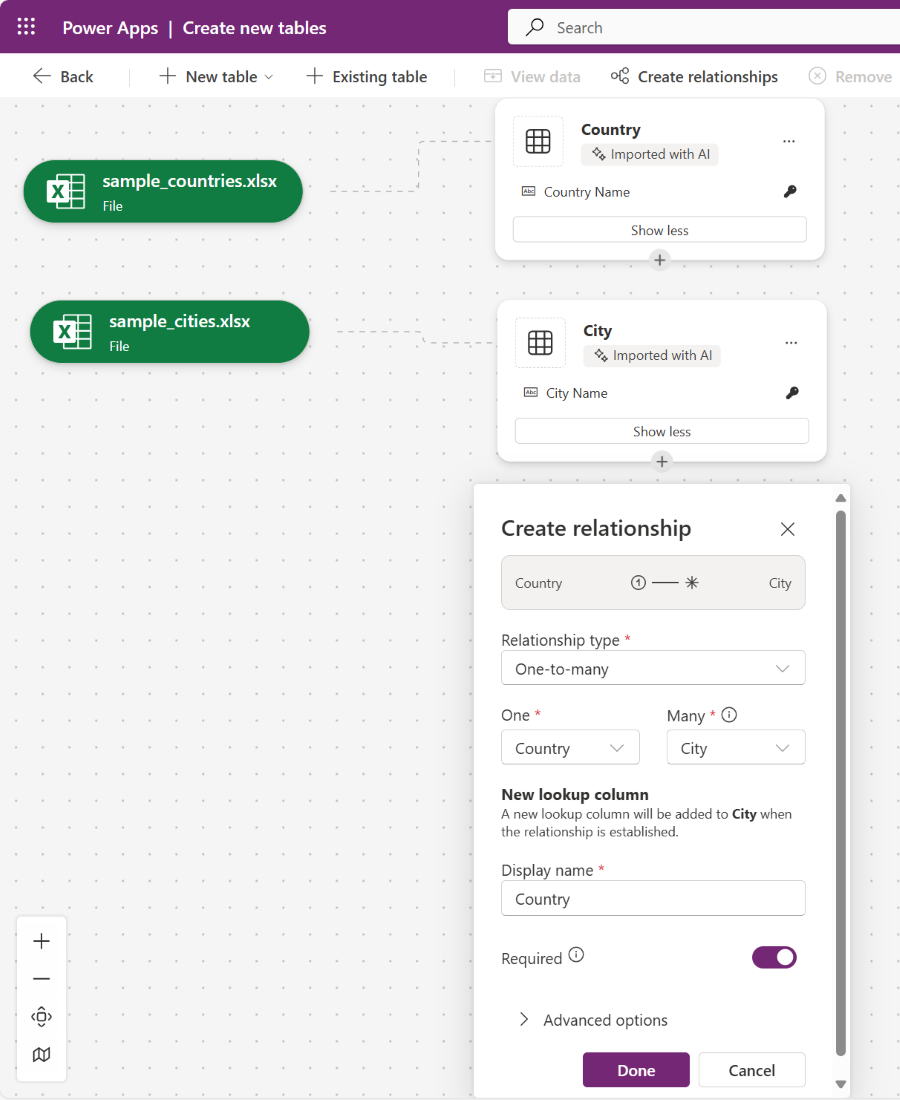 Power Apps | Create new tables
Search
Back
New table
Existing table
View data
Create relationships
Remove
sample_countries.xlsx
File
Country
Imported with AI
Abc Country Name
Show less
sample_cities.xlsx
File
City
Imported with AI
Abc City Name
Show less
Create relationship
Country 1 City
Relationship type *
One-to-many
One * Many *
Country City
New lookup column
A new lookup column will be added to City when
the relationship is established.
Display name *
Country
Required
Advanced options
Done Cancel